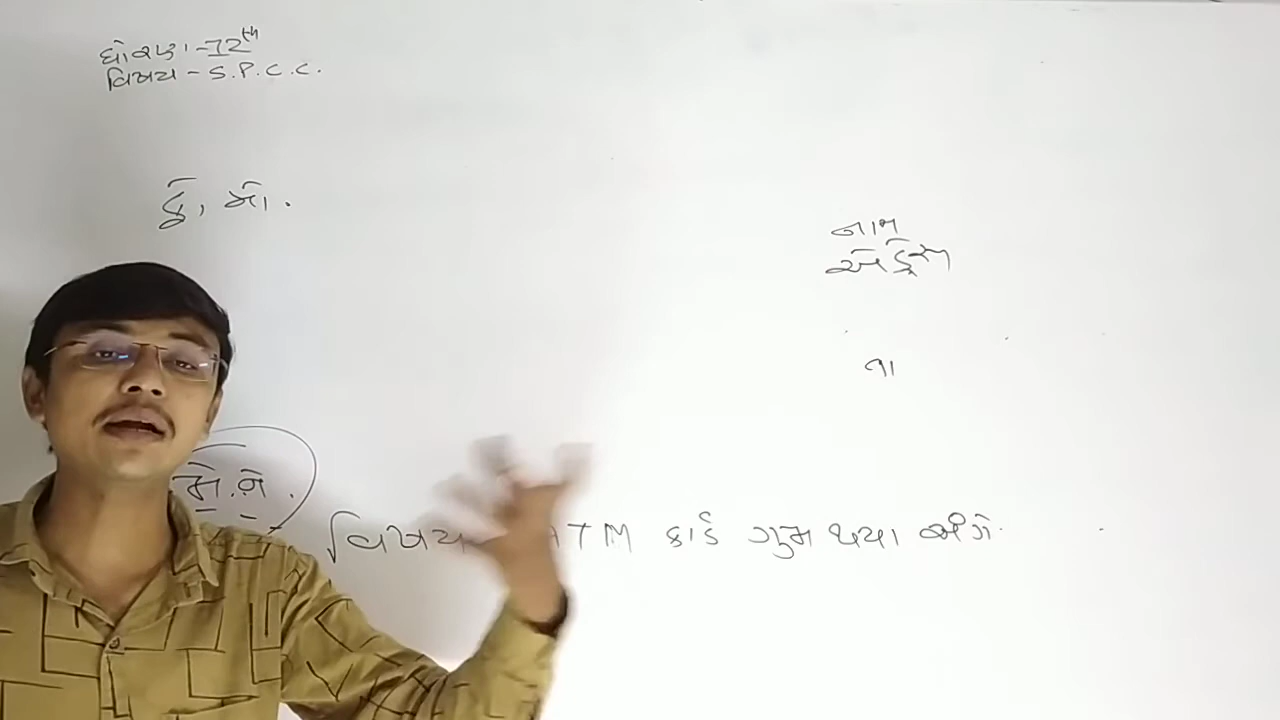 ધોરણ :- 12th
વિષય - S.P.C.C.
ફો, નં.
નામ
એડ્રેસ
તા
મે.ને.
વિષય ATM કાર્ડ ગુમ થયા અંગે.